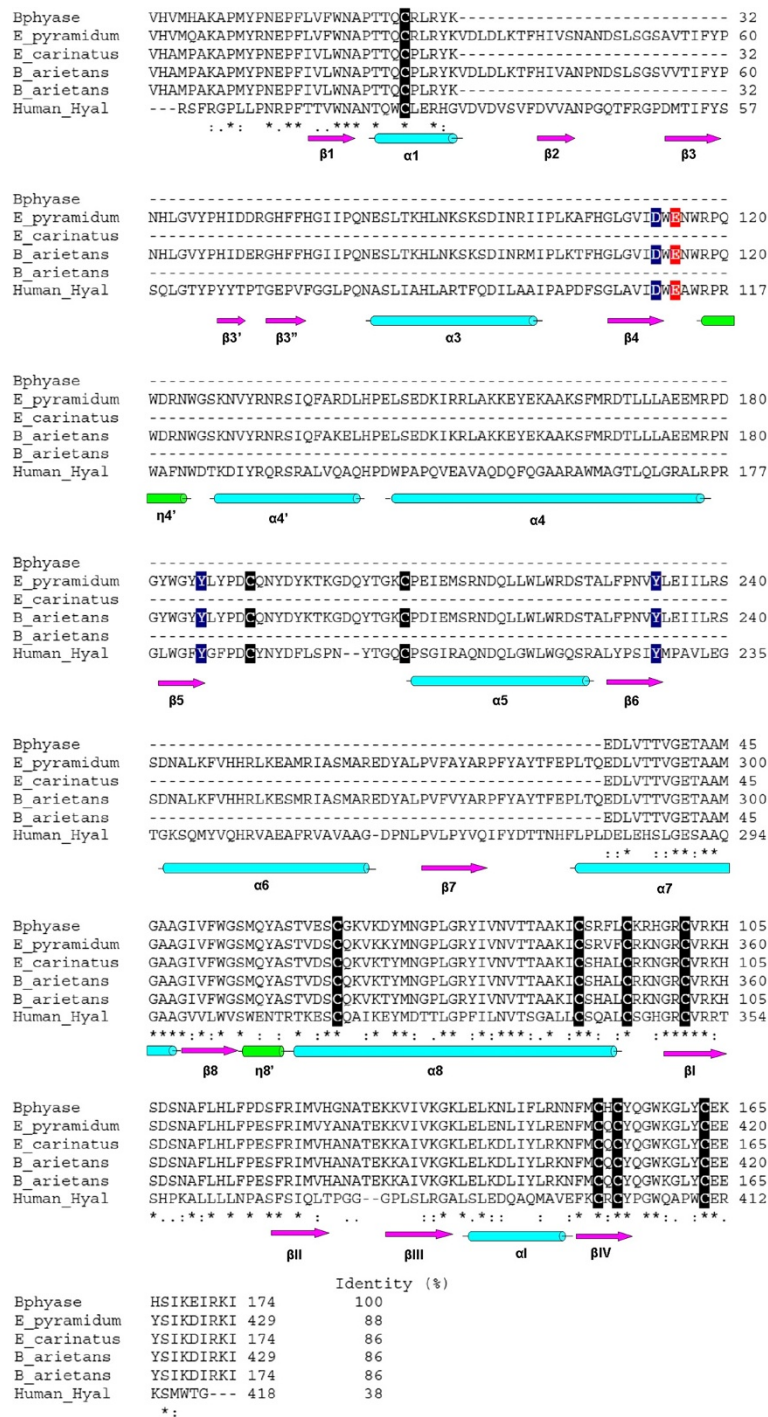 Bphyase VHVMHAKAPMYPNEPFLVFWNAPTTQCRLRYK---------------------------- 32
E_pyramidum VHVMQAKAPMYRNEPFLVFWNAPTTQCRLRYKVDLDLKTFHIVSNANDSLSGSAVTIFYP 60
E_carinatus VHAMPAKAPMYRNEPFIVLWNAPTTQCPLRYK---------------------------- 32
B_arietans VHAMPAKAPMYRNEPFIVLWNAPTTQCPLRYKVDLDLKTFHIVANPNDSLSGSVVTIFYP 60
B_arietans VHAMPAKAPMYRNEPFIVLWNAPTTQCPLRYK---------------------------- 32
Human_Hyal ---RSFRGPLLPNRPFTTVWNANTQWCLERHGVDVDVSVFDVVANPGQTFRGPDMTIFYS 57
:..*: *.** ..:*** * * *:
β1 α1 β2 β3
Bphyase ------------------------------------------------------------
E_pyramidum NHLGVYPHIDDRGHFFHGIIPQNESLTKHLNKSKSDINRIIPLKAFHGLGVIDWENWRPQ 120
E_carinatus ------------------------------------------------------------
B_arietans NHLGVYPHIDERGHFFHGIIPQNESLTKHLNKSKSDINRMIPLKTFHGLGVIDWENWRPQ 120
B_arietans ------------------------------------------------------------
Human_Hyal SQLGTYPYYTPTGEPVFGGLPQNASLIAHLARTFQDILAAIPAPDFSGLAVIDWEAWRPR 117
β3' β3'' α3 β4
Bphyase ------------------------------------------------------------
E_pyramidum WDRNWGSKNVYRNRSIQFARDLHPELSEDKIRRLAKKEYEKAAKSFMRDTLLLAEEMRPD 180
E_carinatus ------------------------------------------------------------
B_arietans WDRNWGSKNVYRNRSIQFAKELHPELSEDKIKRLAKKEYEKAAKSFMRDTLLLAEEMRPN 180
B_arietans ------------------------------------------------------------
Human_Hyal WAFNWDTKDIYRQRSRALVQAQHPDWPAPQVEAVAQDQFQGAARAWMAGTLQLGRALRPR 177
η4' α4' α4
Bphyase ------------------------------------------------------------
E_pyramidum GYWGYYLYPDCQNYDYKTKGDQYTGKCPEIEMSRNDQLLWLWRDSTALFPNVYLEIILRS 240
E_carinatus ------------------------------------------------------------
B_arietans GYWGYYLYPDCQNYDYKTKGDQYTGKCPDIEMSRNDQLLWLWRDSTALFPNVYLEIILRS 240
B_arietans ------------------------------------------------------------
Human_Hyal GLWGFYGFPDCYNYDFLSPN--YTGQCPSGIRAQNDQLGWLWGQSRALYPSIYMPAVLEG 235
β5 α5 β6
Bphyase -----------------------------------------------EDLVTTVGETAAM 45
E_pyramidum SDNALKFVHHRLKEAMRIASMAREDYALPVFAYARPFYAYTFEPLTQEDLVTTVGETAAM 300
E_carinatus -----------------------------------------------EDLVTTVGETAAM 45
B_arietans SDNALKFVHHRLKESMRIASMAREDYALPVFVYARPFYAYTFEPLTQEDLVTTVGETAAM 300
B_arietans -----------------------------------------------EDLVTTVGETAAM 45
Human_Hyal TGKSQMYVQHRVAEAFRVAVAAG-DPNLPVLPYVQIFYDTTNHFLPLDELEHSLGESAAQ 294
::* .:**:**
α6 β7 α7
Bphyase GAAGIVFWGSMQYASTVESCGKVKDYMNGPLGRYIVNVTTAAKICSRFLCKRHGRCVRKH 105
E_pyramidum GAAGIVFWGSMQYASTVDSCQKVKKYMNGPLGRYIVNVTTAAKICSRVFCRKNGRCVRKH 360
E_carinatus GAAGIVFWGSMQYASTVDSCQKVKTYMNGPLGRYIVNVTTAAKICSHALCRKNGRCVRKH 105
B_arietans GAAGIVFWGSMQYASTVDSCQKVKTYMNGPLGRYIVNVTTAAKICSHALCRKNGRCVRKH 360
B_arietans GAAGIVFWGSMQYASTVDSCQKVKTYMNGPLGRYIVNVTTAAKICSHALCRKNGRCVRKH 105
Human_Hyal GAAGVVLWVSWENTRTKESCQAIKEYMDTTLGPFILNVTSGALLCSQALCSGHGRCVRRT 354
****:*:* * : : * :** :* **: .** :*:***:.* :**: :* :*****:
β8 η8' α8 βI
Bphyase SDSNAFLHLFPDSFRIMVHGNATEKKVIVKGKLELKNLIFLRNNFMCHCYQGWKGLYCEK 165
E_pyramidum SDSNAFLHLFPESFRIMVYANATEKKVIVKGKLELENLIYLRENFMCQCYQGWKGLYCEE 420
E_carinatus SDSNAFLHLFPESFRIMVHANATEKKAIVKGKLELKDLIYLRKNFMCQCYQGWKGLYCEE 165
B_arietans SDSNAFLHLFPESFRIMVHANATEKKAIVKGKLELKDLIYLRKNFMCQCYQGWKGLYCEE 420
B_arietans SDSNAFLHLFPESFRIMVHANATEKKAIVKGKLELKDLIYLRKNFMCQCYQGWKGLYCEE 165
Human_Hyal SHPKALLLLNPASFSIQLTPGG--GPLSLRGALSLEDQAQMAVEFKCRCYPGWQAPWCER 412
*..:*:* * * ** * : .. ::* *.*:: : :* *:** **:. :**.
βII βIII αI βIV
Identity (%)
Bphyase HSIKEIRKI 174 100
E_pyramidum YSIKDIRKI 429 88
E_carinatus YSIKDIRKI 174 86
B_arietans YSIKDIRKI 429 86
B_arietans YSIKDIRKI 174 86
Human_Hyal KSMWTG--- 418 38
*: